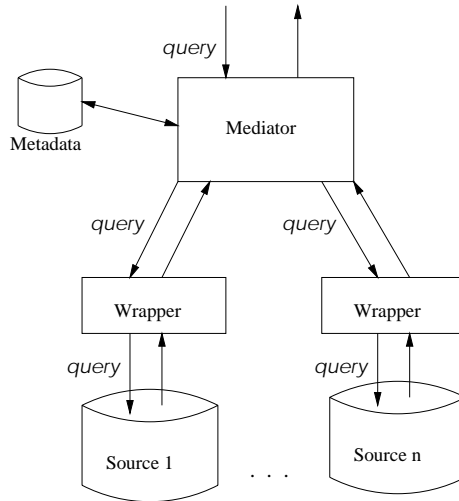 query
Mediator
Metadata
query
query
Wrapper
Wrapper
query
query
Source 1
. . .
Source n